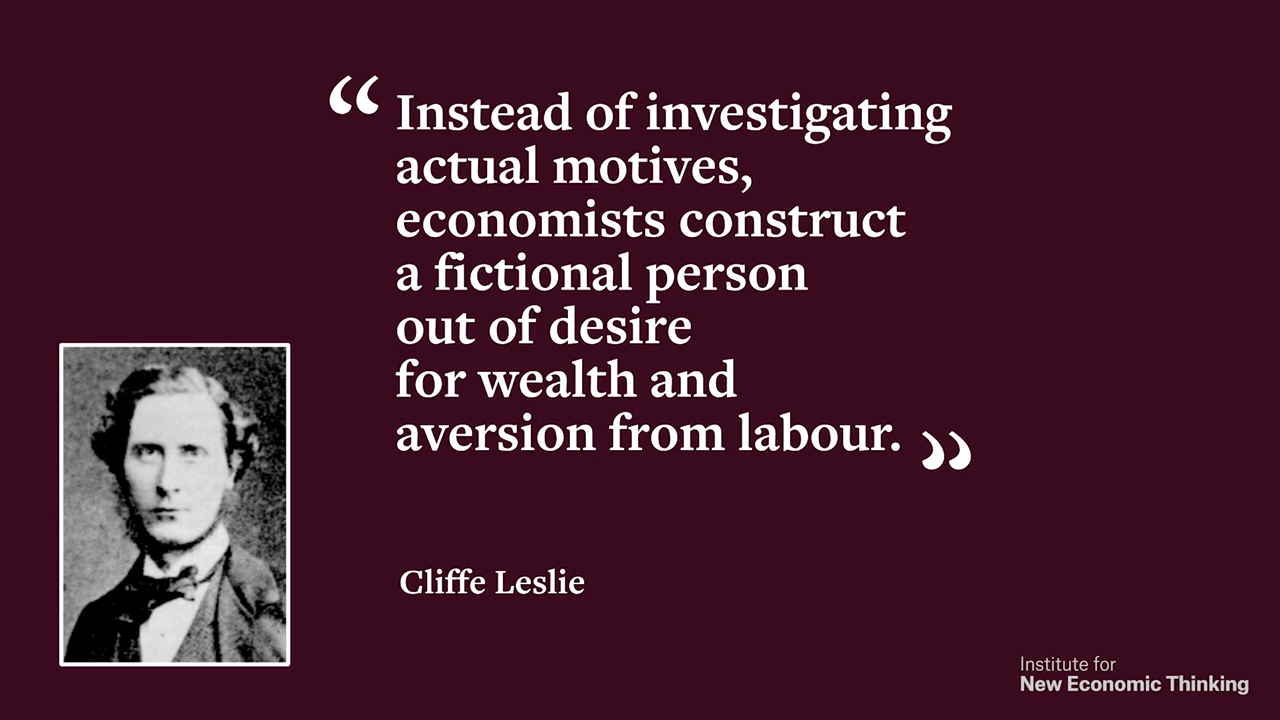 “Instead of investigating
actual motives,
economists construct
a fictional person
out of desire
for wealth and
aversion from labour.”
Cliffe Leslie
Institute for
New Economic Thinking